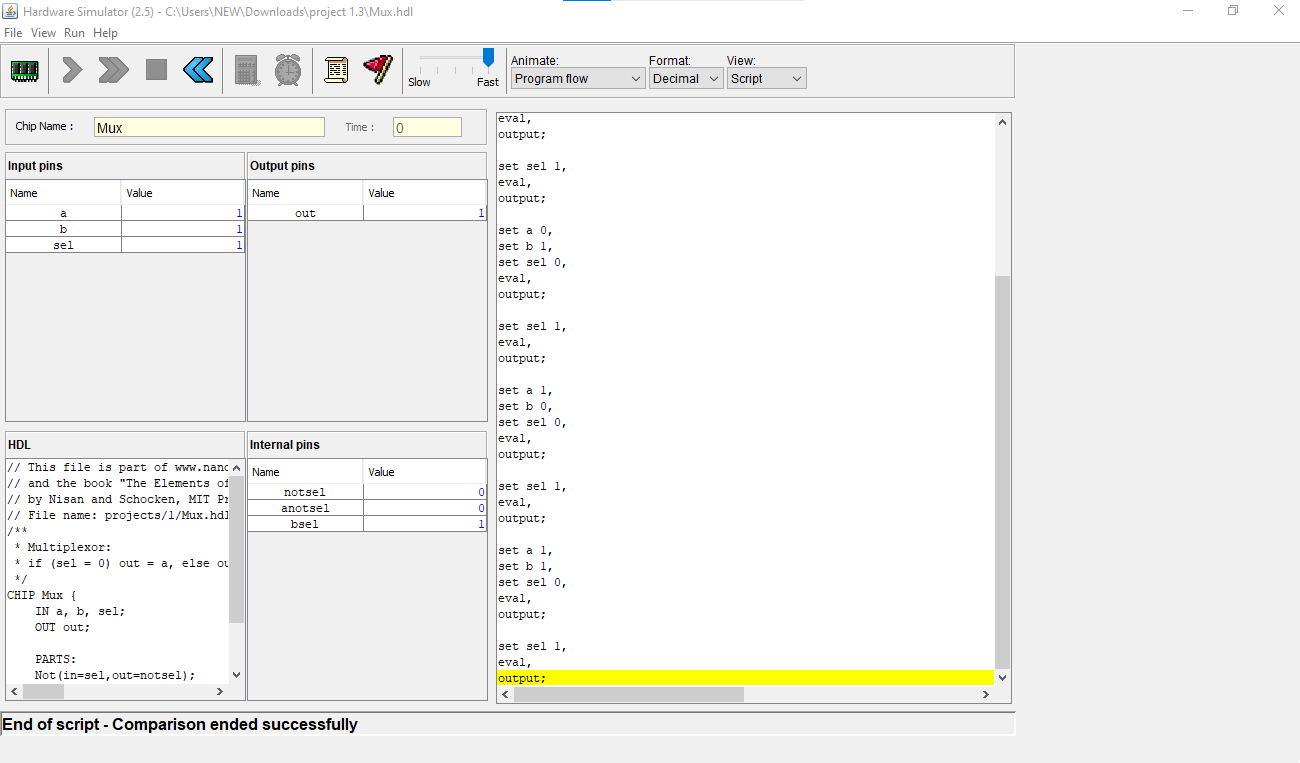 Hardware Simulator (2.5) - C:\Users\NEW\Downloads\project 1.3\Mux.hdl
File View Run Help
Slow Fast
Animate: Format: View:
Program flow Decimal Script
Chip Name : Mux Time : 0
Input pins
Name Value
a 1
b 1
sel 1
Output pins
Name Value
out 1
HDL
// This file is part of www.nand
// and the book "The Elements of
// by Nisan and Schocken, MIT Pr
// File name: projects/1/Mux.hdl
/**
* Multiplexor:
* if (sel = 0) out = a, else ou
*/
CHIP Mux {
IN a, b, sel;
OUT out;
PARTS:
Not(in=sel,out=notsel);
Internal pins
Name Value
notsel 0
anotsel 0
bsel 1
eval,
output;
set sel 1,
eval,
output;
set a 0,
set b 1,
set sel 0,
eval,
output;
set sel 1,
eval,
output;
set a 1,
set b 0,
set sel 0,
eval,
output;
set sel 1,
eval,
output;
set a 1,
set b 1,
set sel 0,
eval,
output;
set sel 1,
eval,
output;
End of script - Comparison ended successfully